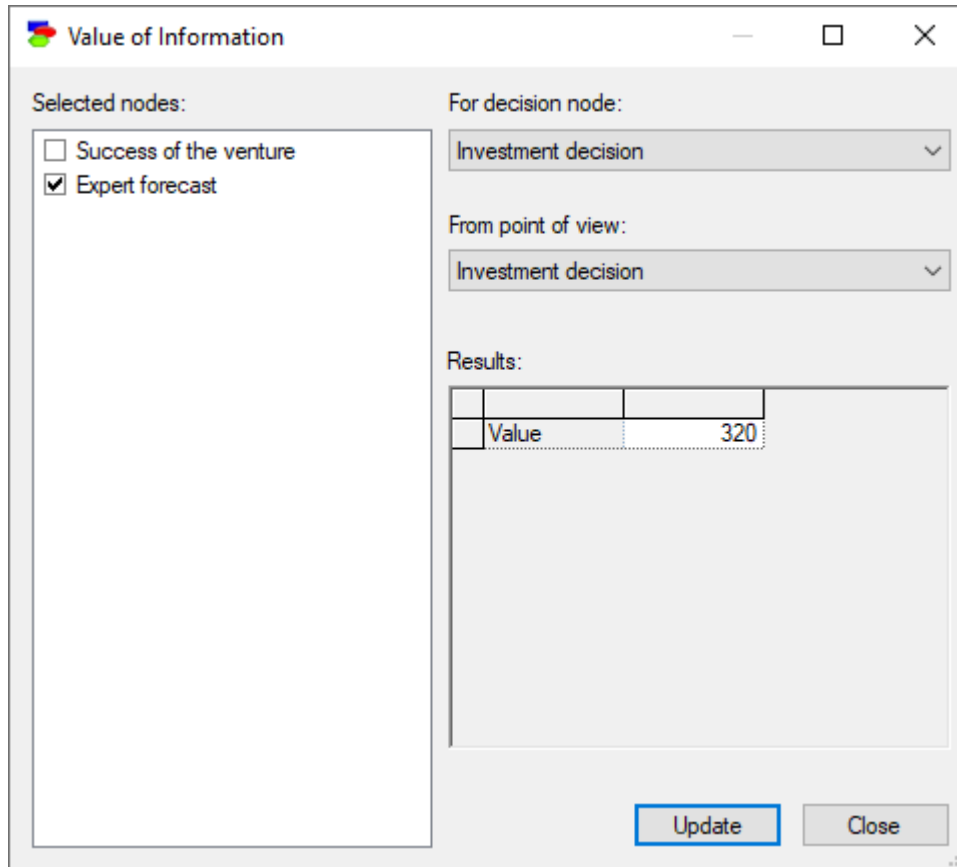 Value of Information
Selected nodes:
Success of the venture
Expert forecast
For decision node:
Investment decision
From point of view:
Investment decision
Results:
Value 320
Update Close